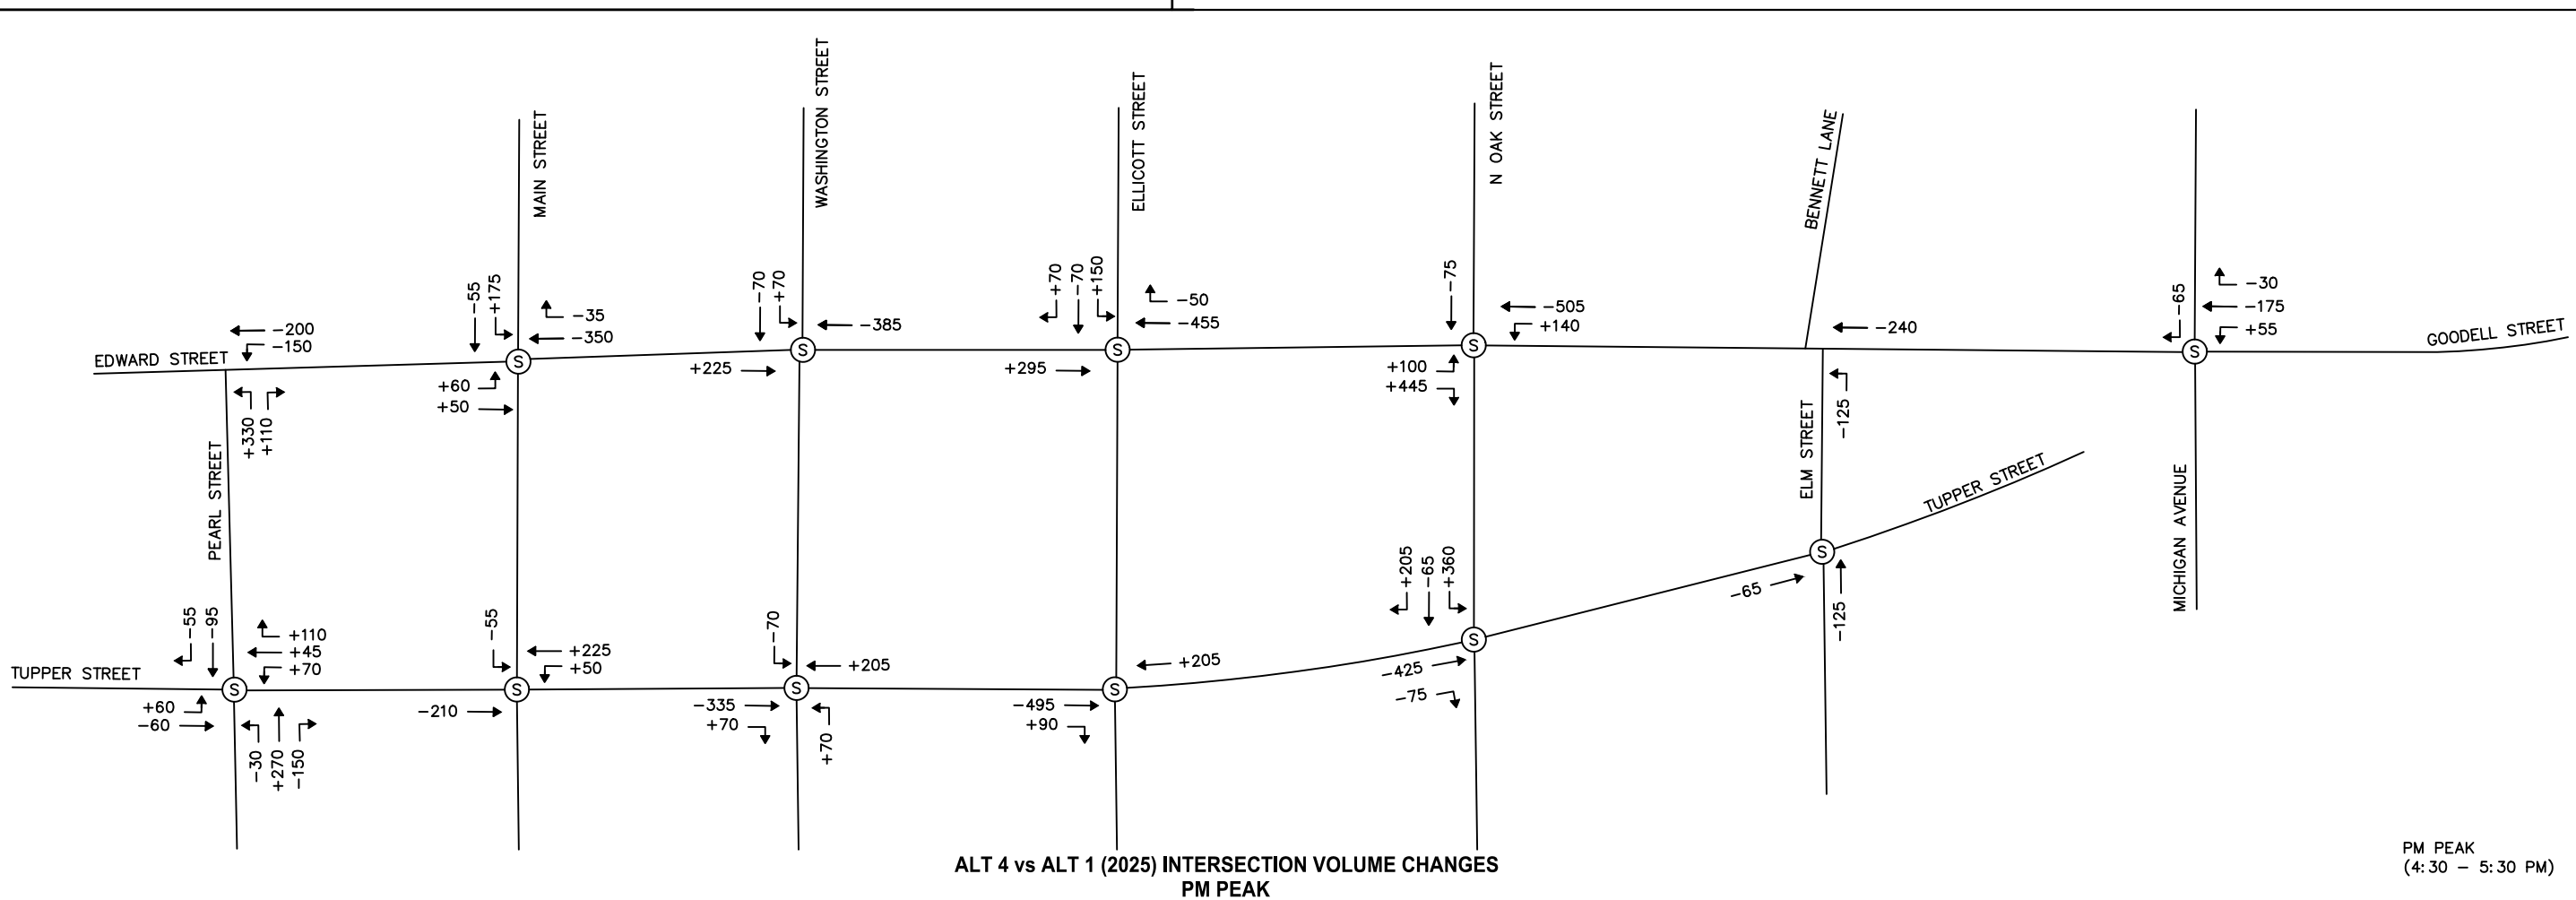 MAIN STREET
WASHINGTON STREET
ELLICOTT STREET
N OAK STREET
BENNETT LANE
-200
-150
EDWARD STREET
+330
+110
PEARL STREET
-55
+175
-35
-350
S
+60
+50
-70
+70
-385
S
+225
+70
-70
+150
-50
-455
S
+295
-75
-505
+140
S
+100
+445
-240
-125
ELM STREET
TUPPER STREET
-65
-30
-175
+55
S
GOODELL STREET
MICHIGAN AVENUE
TUPPER STREET
-55
-95
+110
+45
+70
S
+60
-60
-30
+270
-150
-55
+225
+50
S
-210
-70
+205
S
-335
+70
+70
+205
S
-495
+90
+205
-65
+360
S
-425
-75
S
-65
-125
ALT 4 vs ALT 1 (2025) INTERSECTION VOLUME CHANGES
PM PEAK
PM PEAK
(4:30 - 5:30 PM)